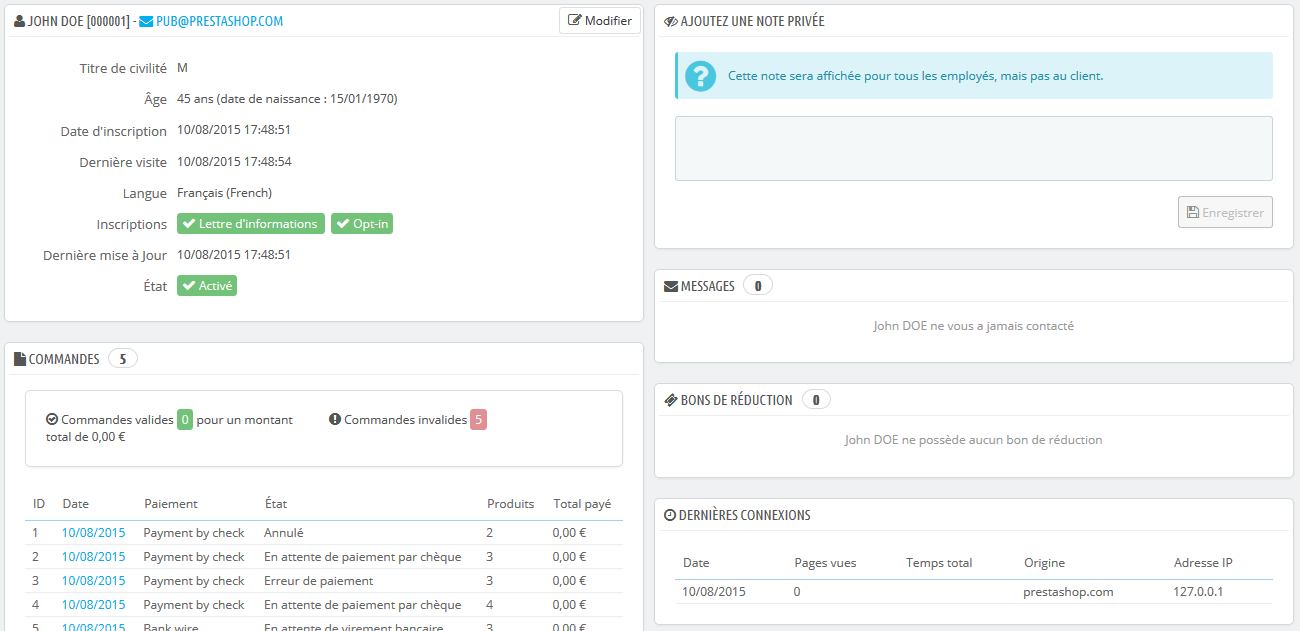 JOHN DOE [000001] - PUB@PRESTASHOP.COM
Modifier
Titre de civilité M
Âge 45 ans (date de naissance : 15/01/1970)
Date d'inscription 10/08/2015 17:48:51
Dernière visite 10/08/2015 17:48:54
Langue Français (French)
Inscriptions Lettre d'informations Opt-in
Dernière mise à Jour 10/08/2015 17:48:51
État Activé
COMMANDES 5
Commandes valides 0 pour un montant
total de 0,00 €
Commandes invalides 5
ID Date Paiement État Produits Total payé
1 10/08/2015 Payment by check Annulé 2 0,00 €
2 10/08/2015 Payment by check En attente de paiement par chèque 3 0,00 €
3 10/08/2015 Payment by check Erreur de paiement 3 0,00 €
4 10/08/2015 Payment by check En attente de paiement par chèque 4 0,00 €
5 10/08/2015 Bank wire En attente de virement bancaire 3 0,00 €
AJOUTEZ UNE NOTE PRIVÉE
Cette note sera affichée pour tous les employés, mais pas au client.
Enregistrer
MESSAGES 0
John DOE ne vous a jamais contacté
BONS DE RÉDUCTION 0
John DOE ne possède aucun bon de réduction
DERNIÈRES CONNEXIONS
Date Pages vues Temps total Origine Adresse IP
10/08/2015 0 prestashop.com 127.0.0.1